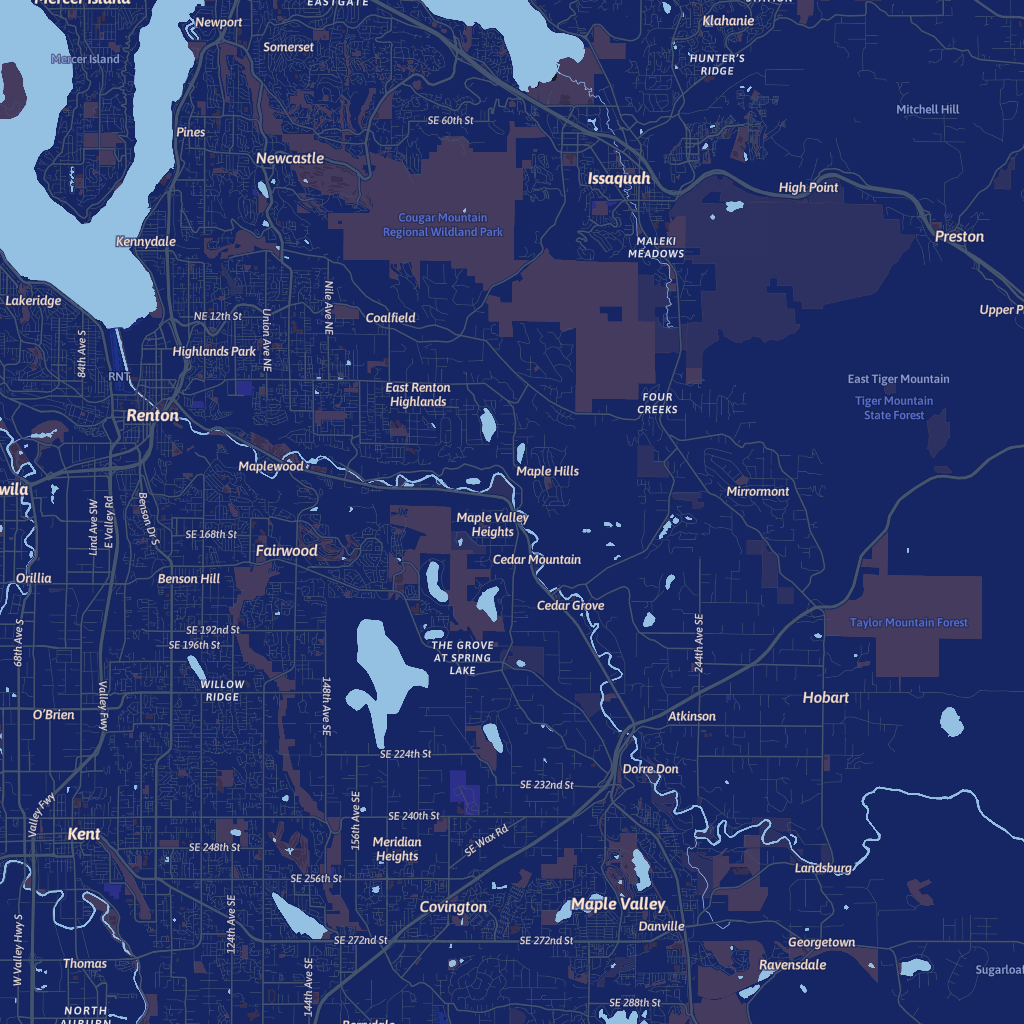 Mercer Island
EASTGATE
STATION
Newport
Klahanie
Somerset
Mercer Island
HUNTER'S
RIDGE
Mitchell Hill
SE 60th St
Pines
Newcastle
Issaquah
High Point
Cougar Mountain
Regional Wildland Park
Kennydale
MALEKI
MEADOWS
Preston
Lakeridge
Nile Ave NE
NE 12th St
Coalfield
Upper P
Union Ave NE
84th Ave S
Highlands Park
RNT
East Renton
Highlands
East Tiger Mountain
Tiger Mountain
State Forest
FOUR
CREEKS
Renton
Maplewood
Maple Hills
wila
Mirrormont
Lind Ave SW
E Valley Rd
Benson Dr S
Maple Valley
Heights
SE 168th St
Fairwood
Cedar Mountain
Orillia
Benson Hill
Cedar Grove
SE 192nd St
Taylor Mountain Forest
SE 196th St
68th Ave S
244th Ave SE
THE GROVE
AT SPRING
LAKE
WILLOW
RIDGE
Valley Fwy
148th Ave SE
Hobart
O'Brien
Atkinson
SE 224th St
Dorre Don
SE 232nd St
Valley Fwy
156th Ave SE
SE 240th St
Kent
SE 248th St
Meridian
Heights
SE Wax Rd
Landsburg
SE 256th St
Covington
Maple Valley
124th Ave SE
Danville
W Valley Hwy S
SE 272nd St
SE 272nd St
Georgetown
Thomas
Ravensdale
Sugarloaf
144th Ave SE
SE 288th St
NORTH
AUBURN
Berrydale